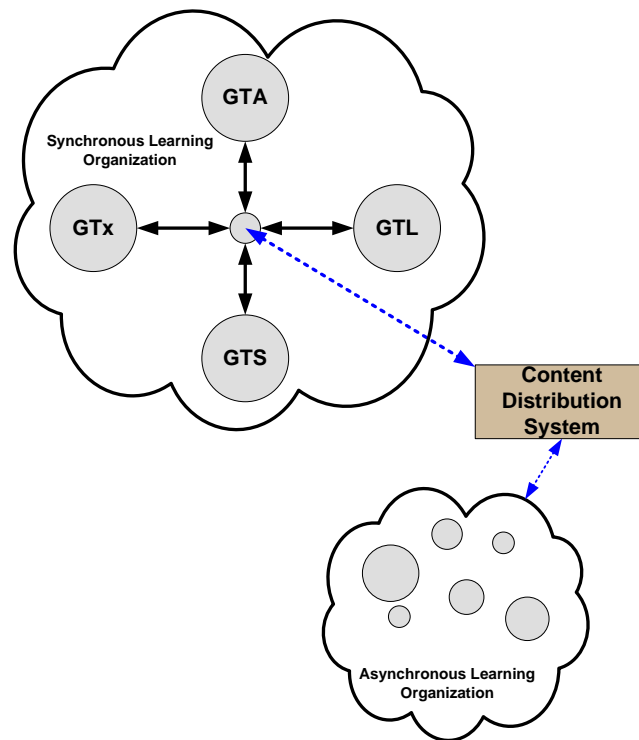 GTA
Synchronous Learning
Organization
GTx
GTL
GTS
Content
Distribution
System
Asynchronous Learning
Organization